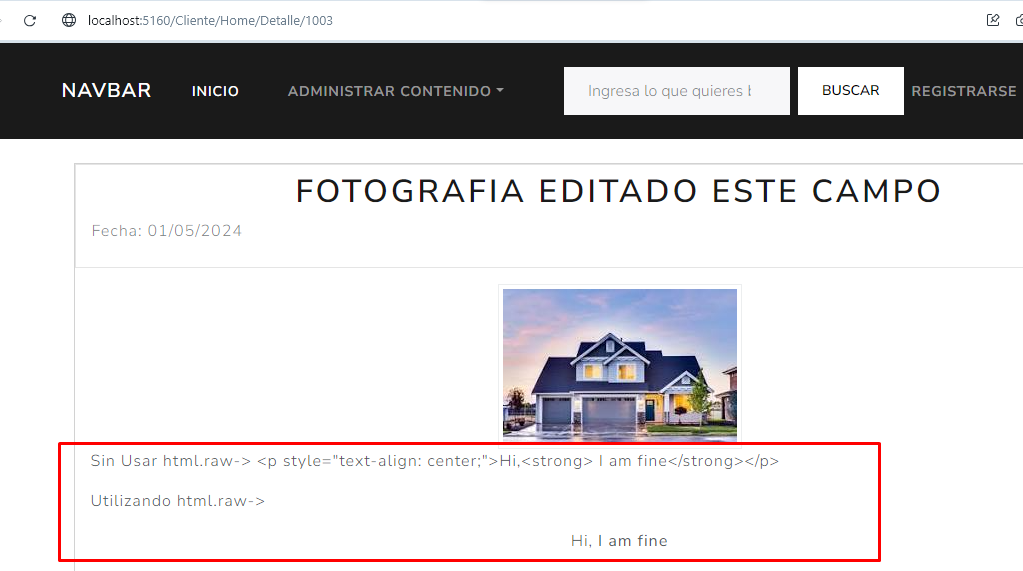 localhost:5160/Cliente/Home/Detalle/1003
NAVBAR INICIO ADMINISTRAR CONTENIDO Ingresa lo que quieres b BUSCAR REGISTRARSE
FOTOGRAFIA EDITADO ESTE CAMPO
Fecha: 01/05/2024
Sin Usar html.raw-> <p style="text-align: center;">Hi,<strong> I am fine</strong></p>
Utilizando html.raw->
Hi, I am fine